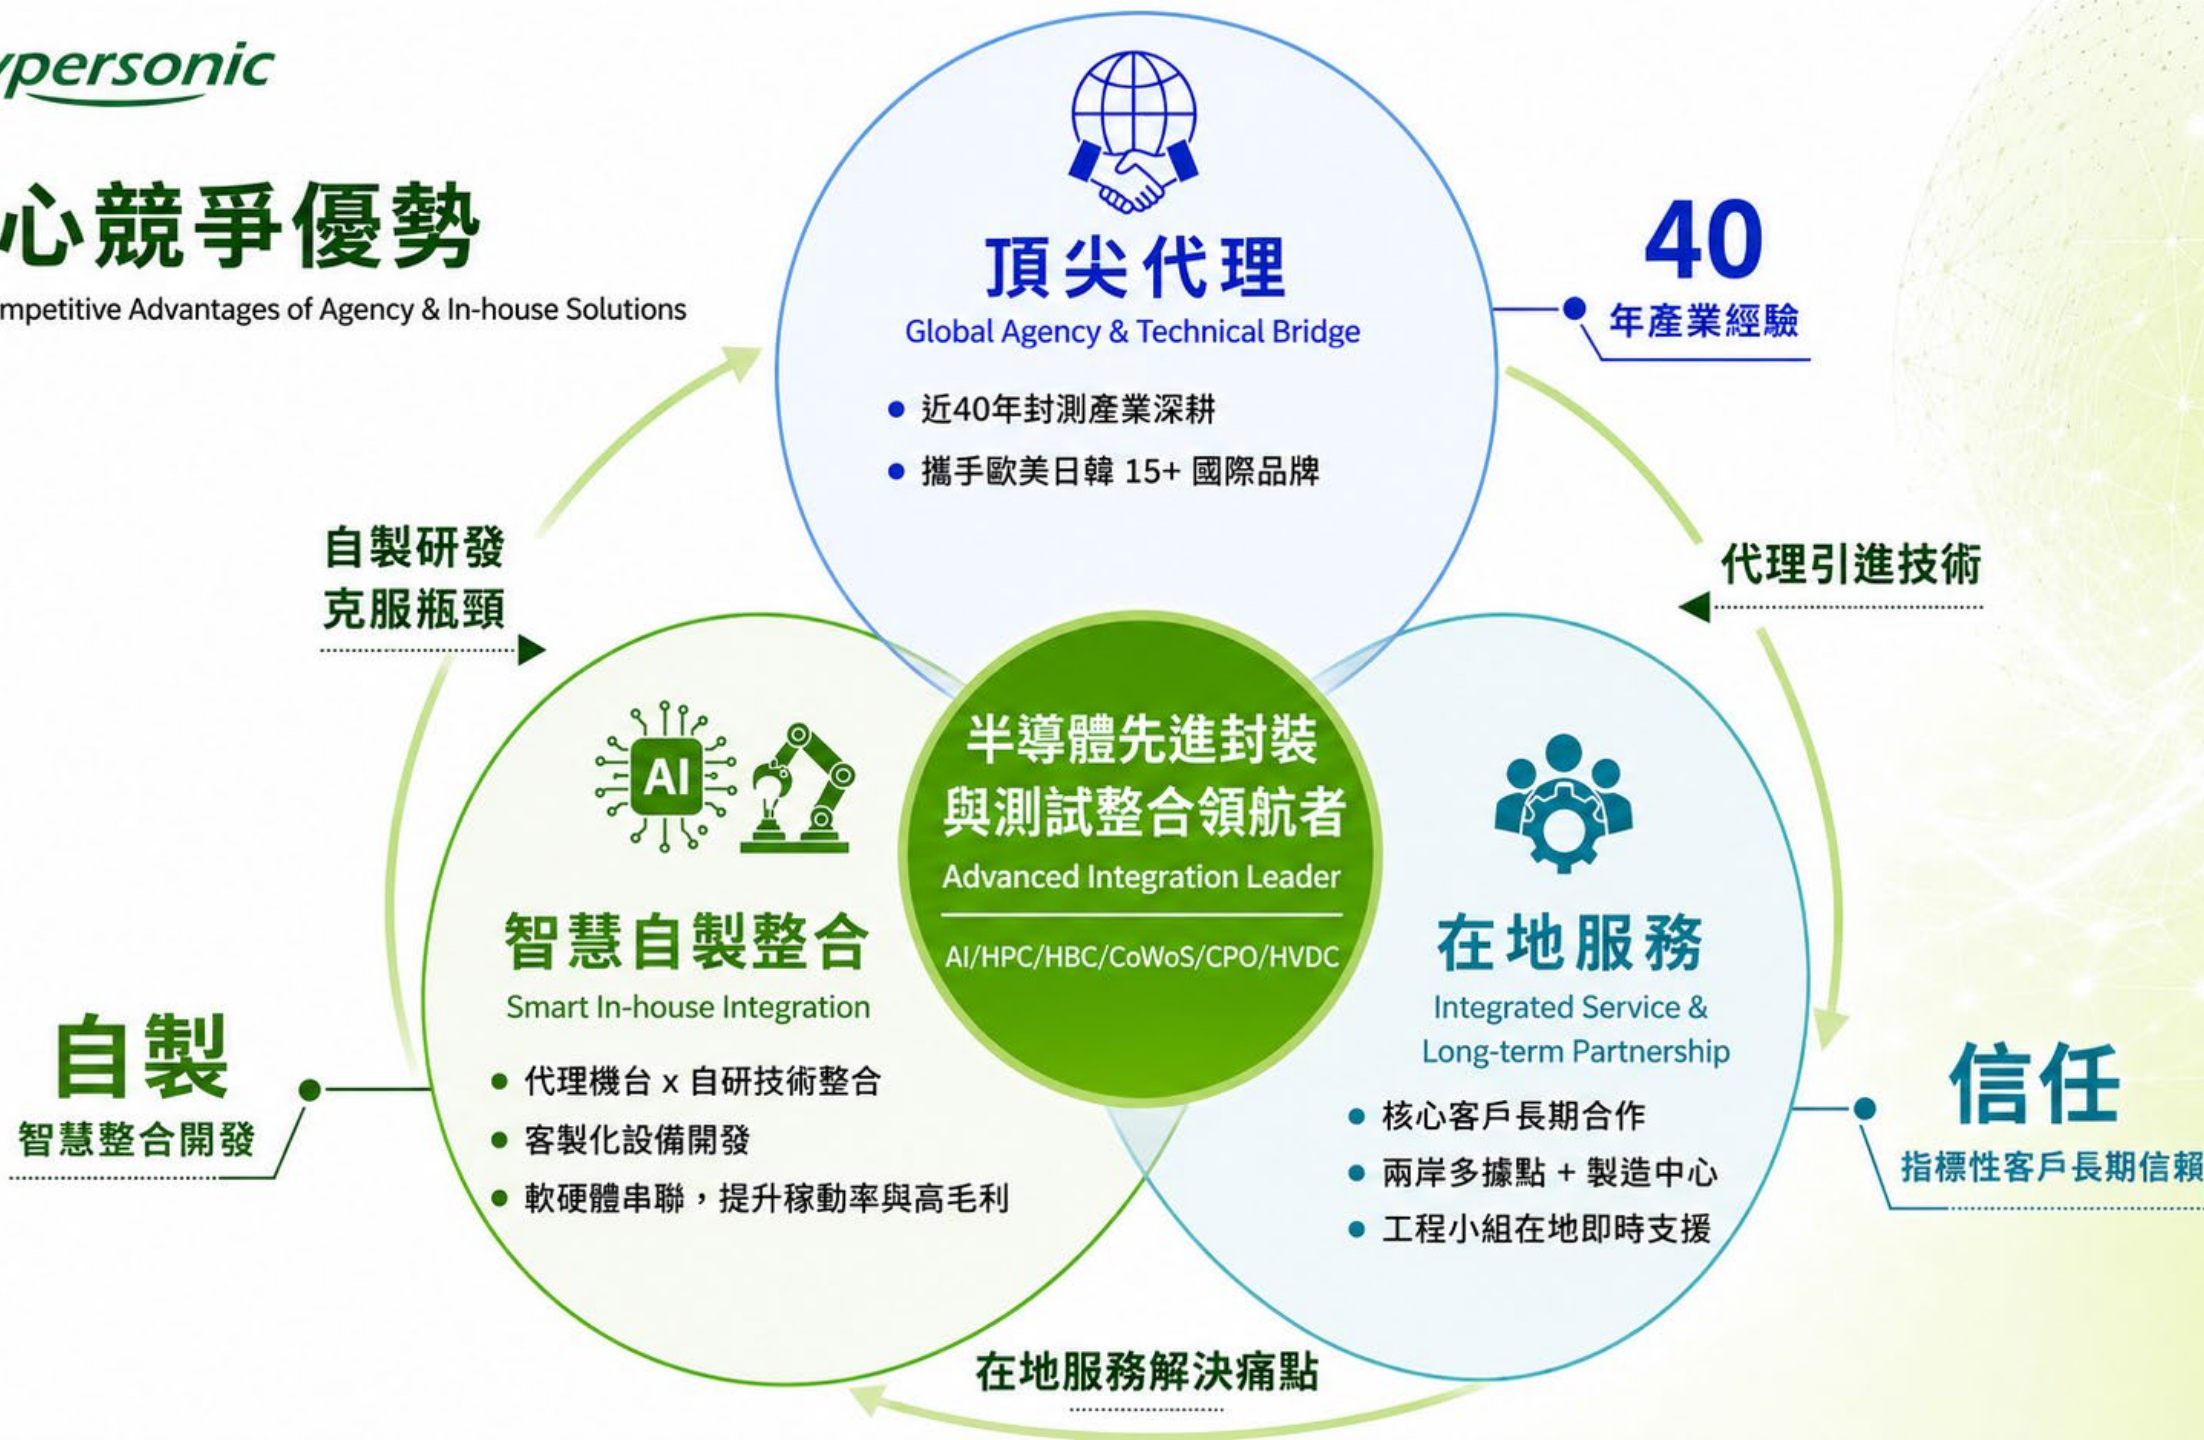 ypersonic
心競爭優勢
mpetitive Advantages of Agency & In-house Solutions
頂尖代理
Global Agency & Technical Bridge
• 近40年封測產業深耕
• 攜手歐美日韓 15+ 國際品牌
40
年產業經驗
自製研發
克服瓶頸
代理引進技術
半導體先進封裝
與測試整合領航者
Advanced Integration Leader
AI/HPC/HBC/CoWoS/CPO/HVDC
AI
智慧自製整合
Smart In-house Integration
• 代理機台 x 自研技術整合
• 客製化設備開發
• 軟硬體串聯，提升稼動率與高毛利
自製
智慧整合開發
在地服務
Integrated Service &
Long-term Partnership
• 核心客戶長期合作
• 兩岸多據點 + 製造中心
• 工程小組在地即時支援
信任
指標性客戶長期信賴
在地服務解決痛點